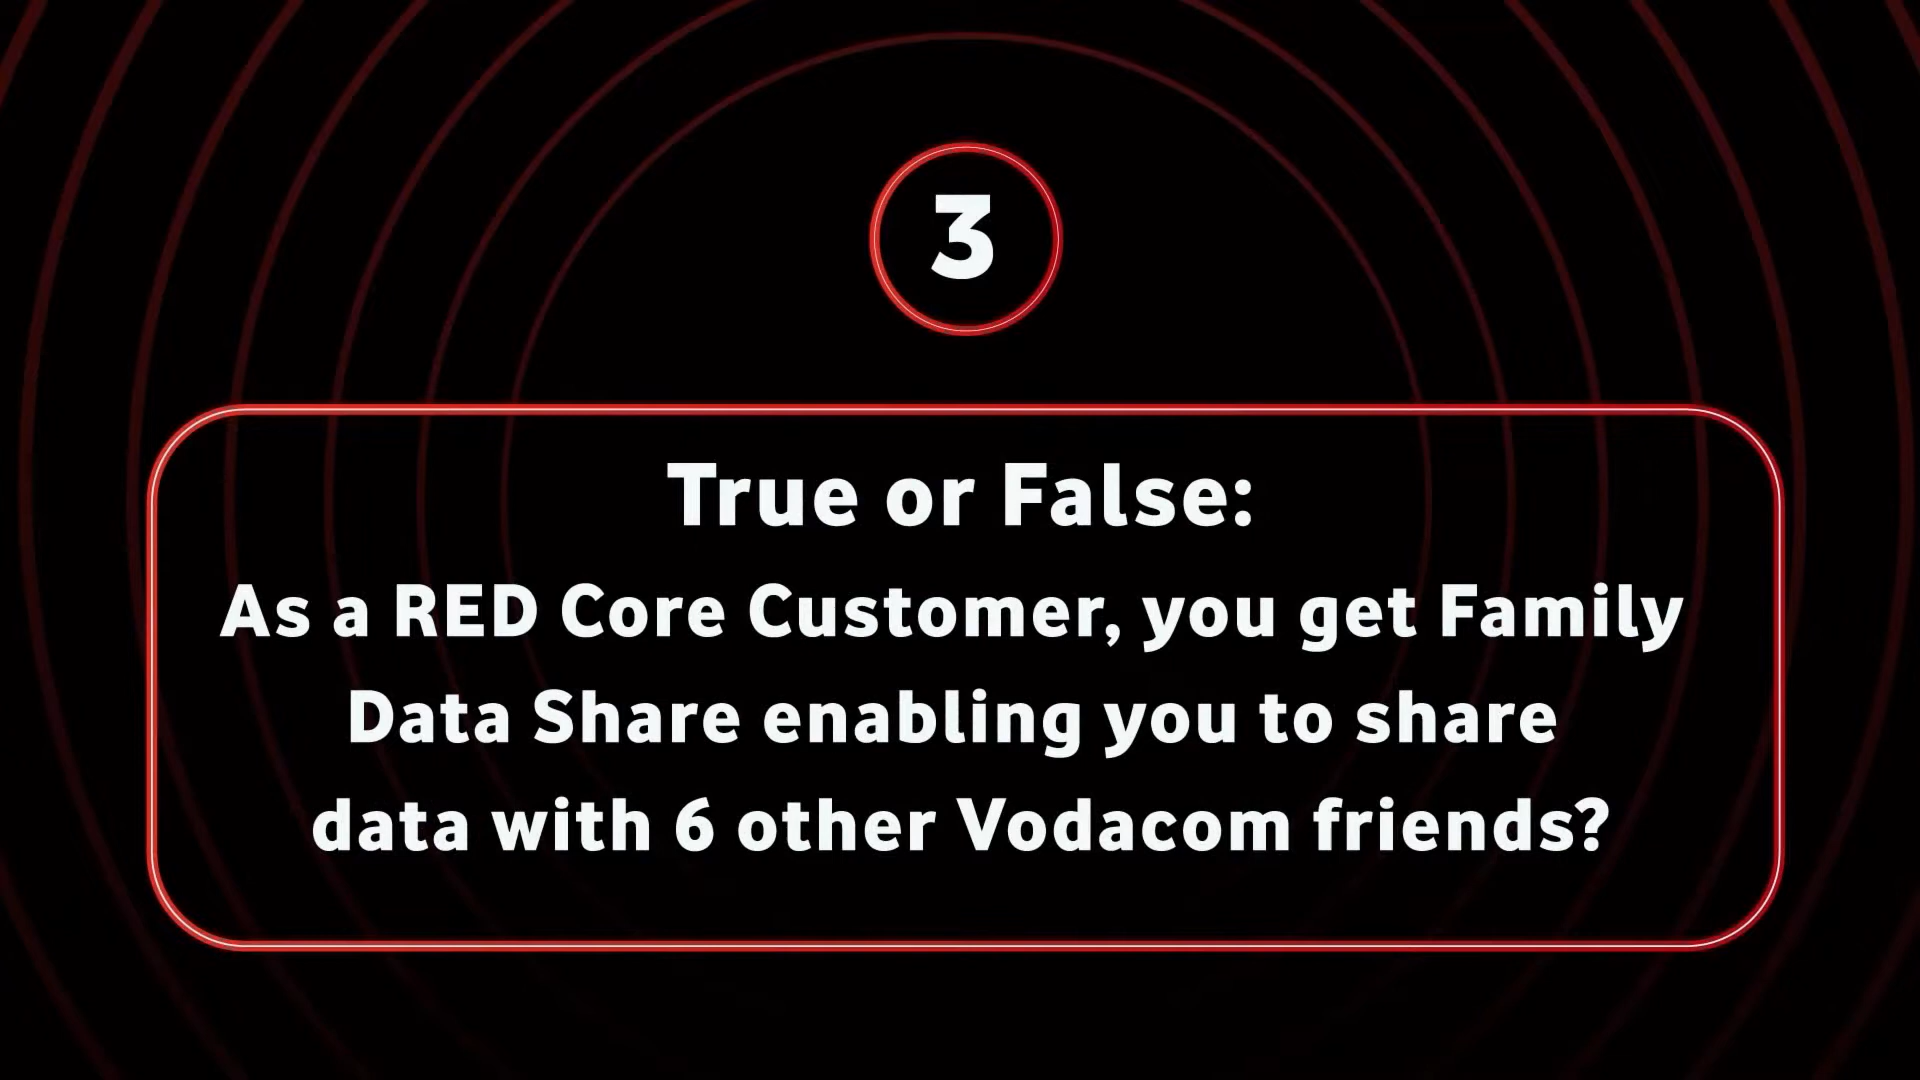 3
True or False:
As a RED Core Customer, you get Family
Data Share enabling you to share
data with 6 other Vodacom friends?